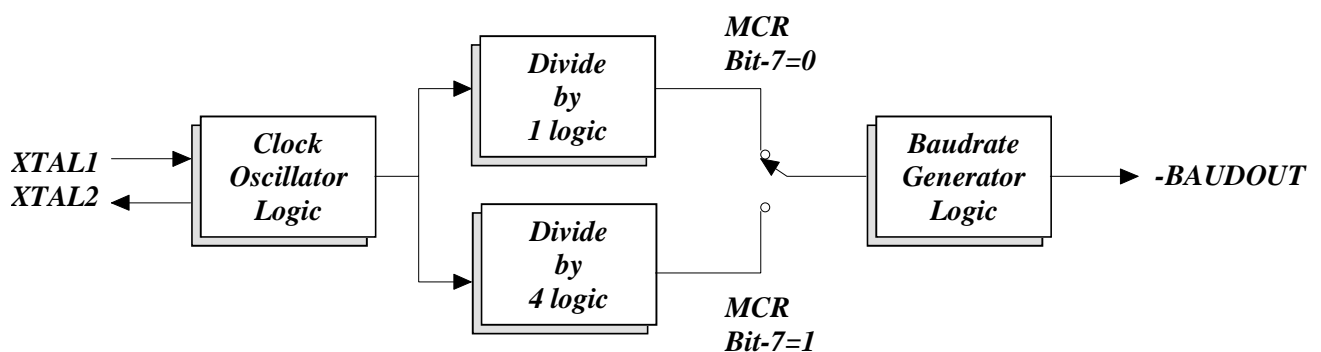 MCR
Bit-7=0
Divide
by
1 logic
XTAL1
XTAL2
Clock
Oscillator
Logic
Baudrate
Generator
Logic
-BAUDOUT
Divide
by
4 logic
MCR
Bit-7=1